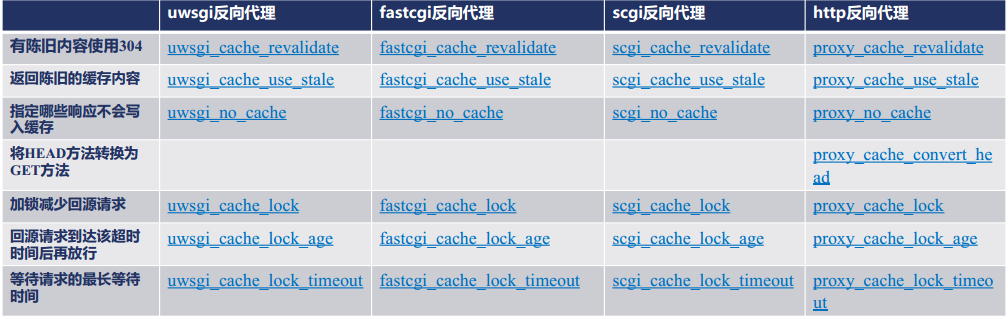 uwsgi反向代理 fastcgi反向代理 scgi反向代理 http反向代理
有陈旧内容使用304 uwsgi_cache_revalidate fastcgi_cache_revalidate scgi_cache_revalidate proxy_cache_revalidate
返回陈旧的缓存内容 uwsgi_cache_use_stale fastcgi_cache_use_stale scgi_cache_use_stale proxy_cache_use_stale
指定哪些响应不会写 uwsgi_no_cache fastcgi_no_cache scgi_no_cache proxy_no_cache
入缓存
将HEAD方法转换为 proxy_cache_convert_he
GET方法 ad
加锁减少回源请求 uwsgi_cache_lock fastcgi_cache_lock scgi_cache_lock proxy_cache_lock
回源请求到达该超时 uwsgi_cache_lock_age fastcgi_cache_lock_age scgi_cache_lock_age proxy_cache_lock_age
时间后再放行
等待请求的最长等待 uwsgi_cache_lock_timeout fastcgi_cache_lock_timeout scgi_cache_lock_timeout proxy_cache_lock_timeo
时间 ut